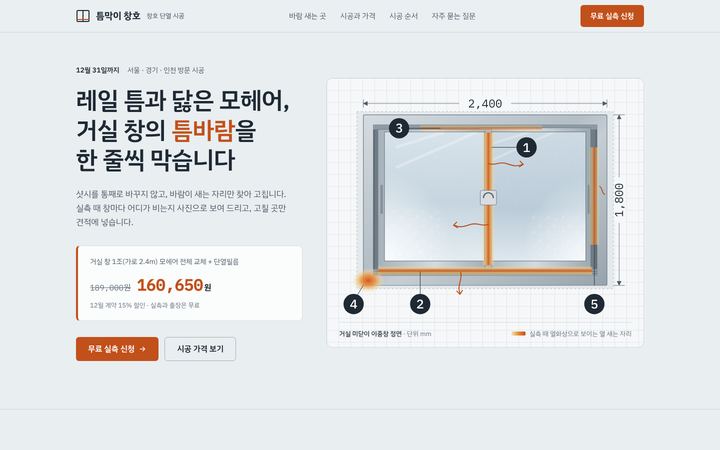 틈막이 창호 창호 단열 시공
바람 새는 곳 시공과 가격 시공 순서 자주 묻는 질문
무료 실측 신청
12월 31일까지 서울 · 경기 · 인천 방문 시공
레일 틈과 닳은 모헤어,
거실 창의 틈바람을
한 줄씩 막습니다
샷시를 통째로 바꾸지 않고, 바람이 새는 자리만 찾아 고칩니다.
실측 때 창마다 어디가 비는지 사진으로 보여 드리고, 고칠 곳만
견적에 넣습니다.
거실 창 1조(가로 2.4m) 모헤어 전체 교체 + 단열필름
189,000원 160,650원
12월 계약 15% 할인 · 실측과 출장은 무료
무료 실측 신청 →
시공 가격 보기
2,400
3
1
1,800
4
2
5
거실 미닫이 이중창 정면 · 단위 mm
실측 때 열화상으로 보이는 열 새는 자리